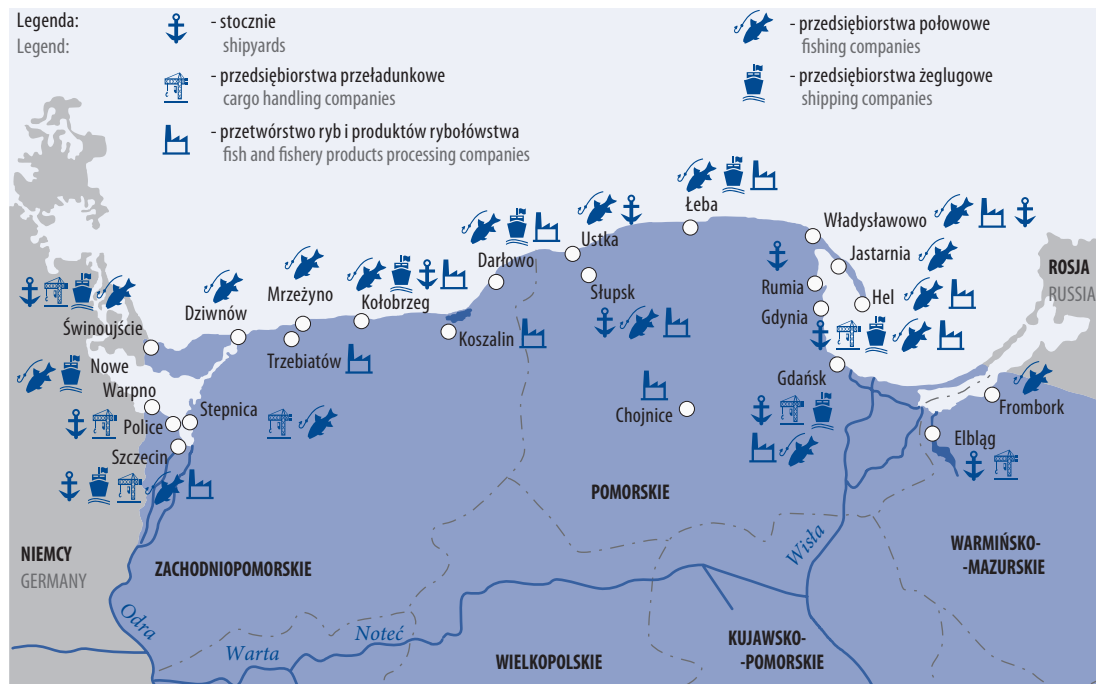 Legenda:
Legend:
- stocznie
shipyards
- przedsiębiorstwa przeładunkowe
cargo handling companies
- przetwórstwo ryb i produktów rybołówstwa
fish and fishery products processing companies
- przedsiębiorstwa połowowe
fishing companies
- przedsiębiorstwa żeglugowe
shipping companies
Łeba
Władysławowo
Ustka
Jastarnia
Darłowo
ROSJA
RUSSIA
Mrzeżyno
Słupsk
Rumia
Hel
Dziwnów
Kołobrzeg
Gdynia
Świnoujście
Koszalin
Nowe
Warpno
Trzebiatów
Gdańsk
Stepnica
Chojnice
Frombork
Police
Elbląg
Szczecin
POMORSKIE
NIEMCY
GERMANY
ZACHODNIOPOMORSKIE
Wisła
WARMIŃSKO-
-MAZURSKIE
Odra
Noteć
Warta
WIELKOPOLSKIE
KUJAWSKO-
-POMORSKIE